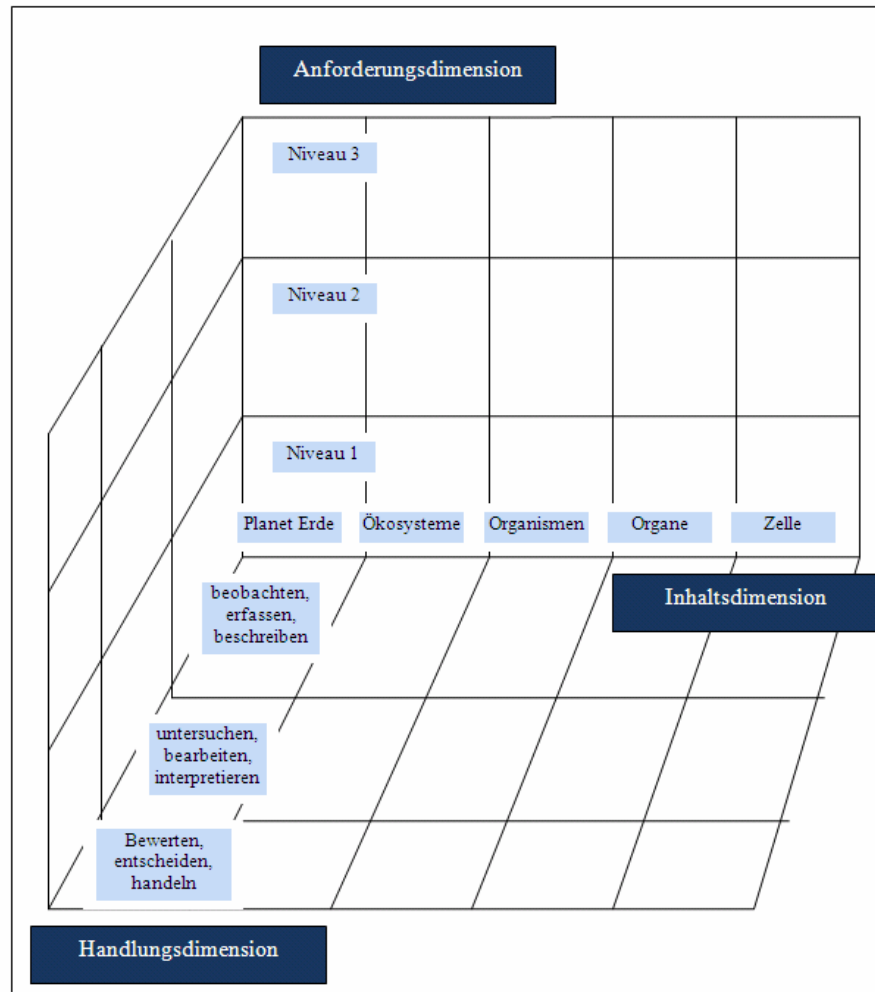 Anforderungsdimension
Niveau 3
Niveau 2
Niveau 1
Planet Erde
Ökosysteme
Organismen
Organe
Zelle
beobachten,
erfassen,
beschreiben
Inhaltsdimension
untersuchen,
bearbeiten,
interpretieren
Bewerten,
entscheiden,
handeln
Handlungsdimension